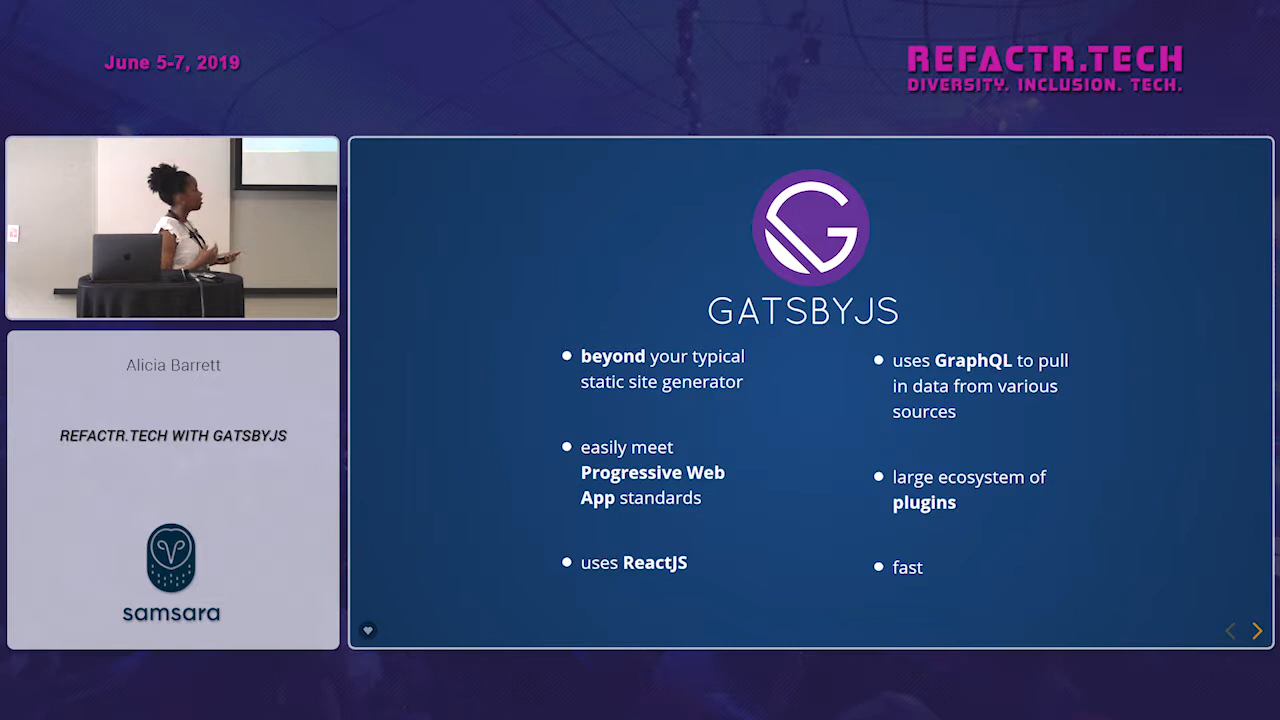 June 5-7, 2019
REFACTR.TECH
DIVERSITY. INCLUSION. TECH.
Alicia Barrett
REFACTR.TECH WITH GATSBYJS
samsara
GATSBYJS
beyond your typical
static site generator
easily meet
Progressive Web
App standards
uses ReactJS
uses GraphQL to pull
in data from various
sources
large ecosystem of
plugins
fast